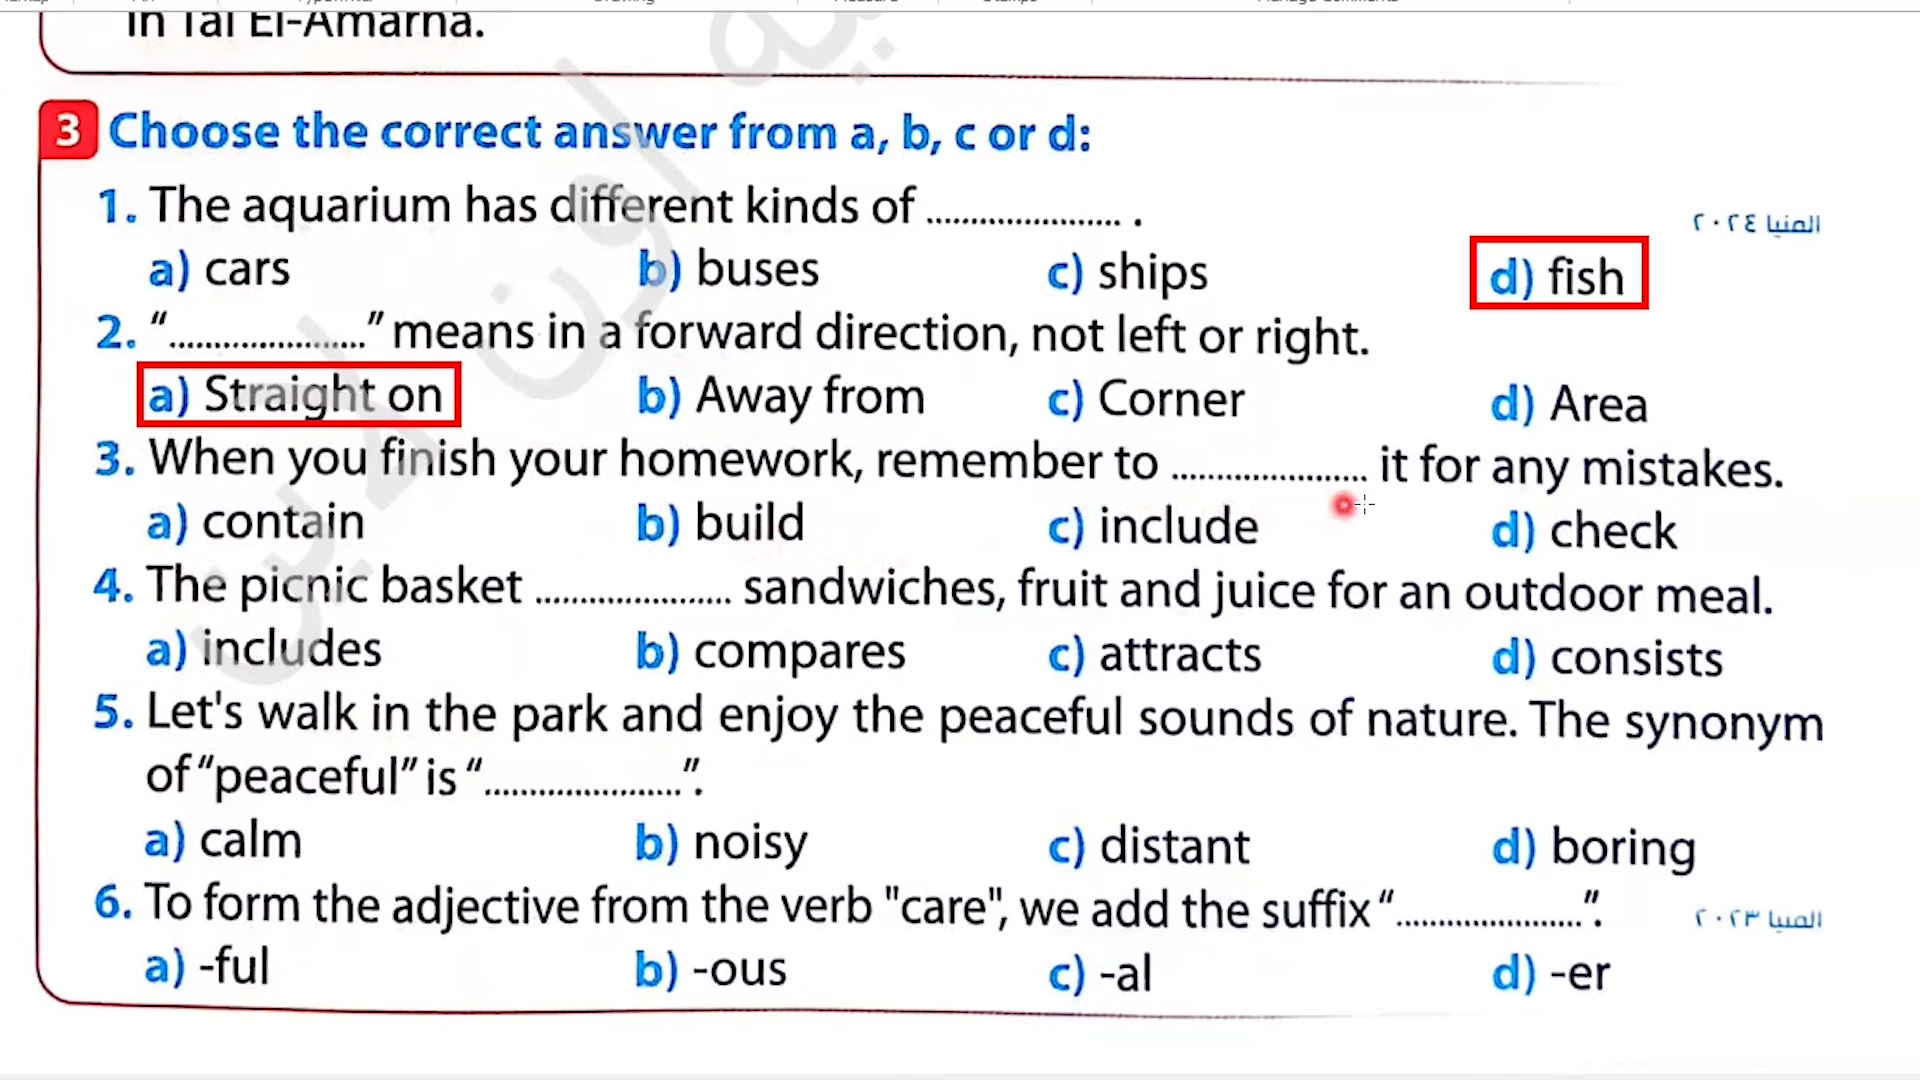 in Tal El-Amarna.
3 Choose the correct answer from a, b, c or d:
1. The aquarium has different kinds of ..................... .
المنيا ٢٠٢٤
a) cars b) buses c) ships d) fish
2. “......................” means in a forward direction, not left or right.
a) Straight on b) Away from c) Corner d) Area
3. When you finish your homework, remember to ..................... it for any mistakes.
a) contain b) build c) include d) check
4. The picnic basket ..................... sandwiches, fruit and juice for an outdoor meal.
a) includes b) compares c) attracts d) consists
5. Let's walk in the park and enjoy the peaceful sounds of nature. The synonym
of “peaceful” is “......................”.
a) calm b) noisy c) distant d) boring
6. To form the adjective from the verb "care", we add the suffix “.....................”.
المنيا ٢٠٢٣
a) -ful b) -ous c) -al d) -er